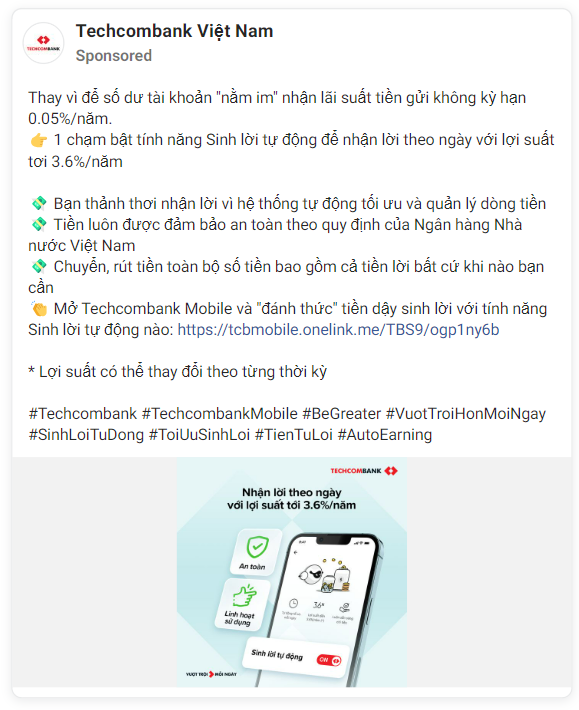 Techcombank Việt Nam
TECHCOMBANK
Sponsored
Thay vì để số dư tài khoản "nằm im" nhận lãi suất tiền gửi không kỳ hạn
0.05%/năm.
👉 1 chạm bật tính năng Sinh lời tự động để nhận lời theo ngày với lợi suất
tơi 3.6%/năm
💸 Bạn thảnh thơi nhận lời vì hệ thống tự động tối ưu và quản lý dòng tiền
💸 Tiền luôn được đảm bảo an toàn theo quy định của Ngân hàng Nhà
nước Việt Nam
💸 Chuyển, rút tiền toàn bộ số tiền bao gồm cả tiền lời bất cứ khi nào bạn
cần
👏 Mở Techcombank Mobile và "đánh thức" tiền dậy sinh lời với tính năng
Sinh lời tự động nào: https://tcbmobile.onelink.me/TBS9/ogp1ny6b
* Lợi suất có thể thay đổi theo từng thời kỳ
#Techcombank #TechcombankMobile #BeGreater #VuotTroiHonMoiNgay
#SinhLoiTuDong #ToiUuSinhLoi #TienTuLoi #AutoEarning
TECHCOMBANK
Nhận lời theo ngày
với lợi suất tới 3.6%/năm
An toàn
Linh hoạt
sử dụng
3.6%
Sinh lời tự động
ON
VƯỢT TRỘI MỖI NGÀY